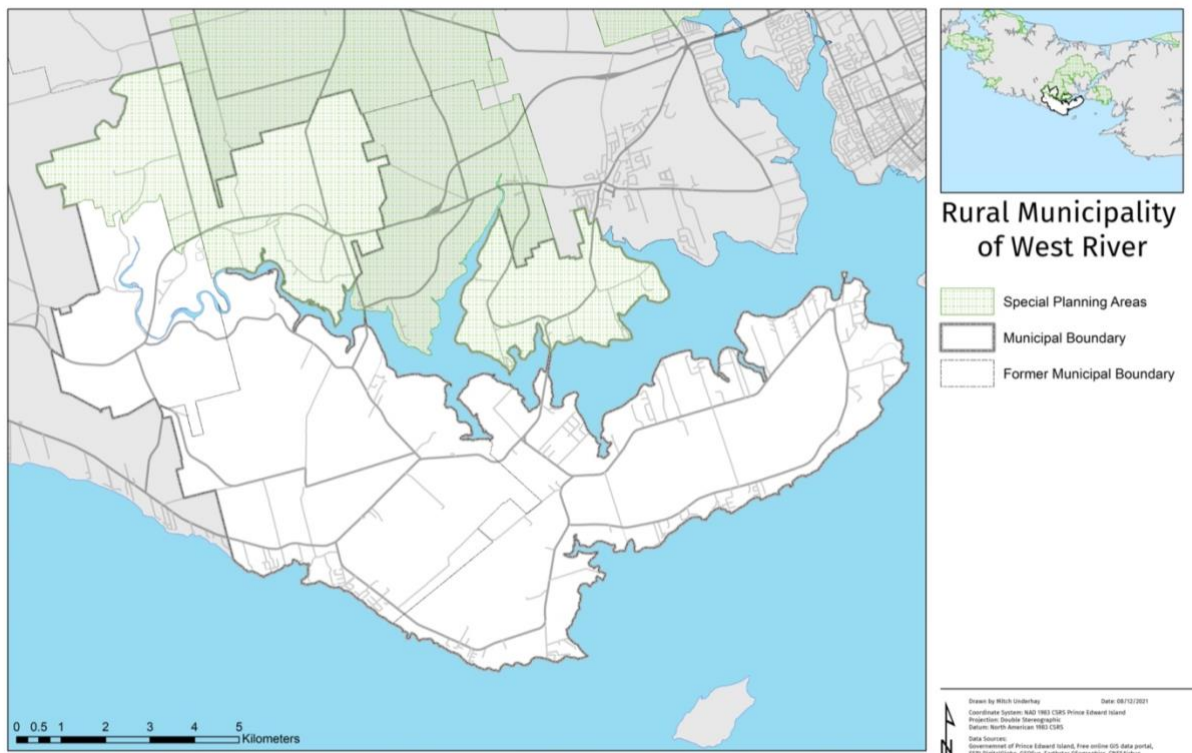 Rural Municipality
of West River
Special Planning Areas
Municipal Boundary
Former Municipal Boundary
0 0.5 1 2 3 4 5
Kilometers
Drawn by Mitch Underhay Date: 08/12/2021
Coordinate System: NAD 1983 CSRS Prince Edward Island
Projection: Double Stereographic
Datum: North American 1983 CSRS
Data Sources:
Governemnet of Prince Edward Island, Free online GIS data portal,
N